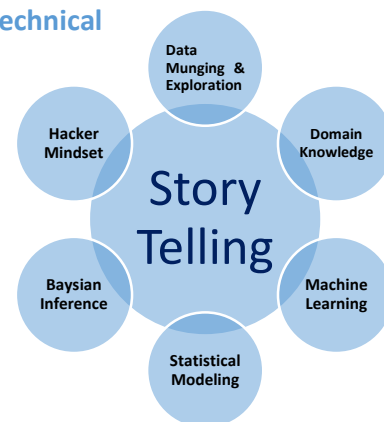 echnical
Data
Munging &
Exploration
Hacker
Mindset
Domain
Knowledge
Story
Telling
Baysian
Inference
Machine
Learning
Statistical
Modeling